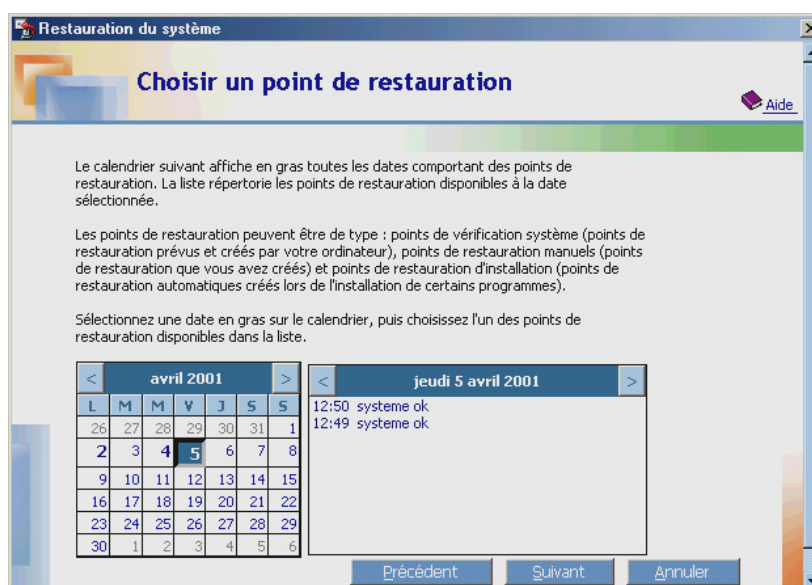 Restauration du système
Choisir un point de restauration
Aide
Le calendrier suivant affiche en gras toutes les dates comportant des points de
restauration. La liste répertorie les points de restauration disponibles à la date
sélectionnée.
Les points de restauration peuvent être de type : points de vérification système (points de
restauration prévus et créés par votre ordinateur), points de restauration manuels (points
de restauration que vous avez créés) et points de restauration d'installation (points de
restauration automatiques créés lors de l'installation de certains programmes).
Sélectionnez une date en gras sur le calendrier, puis choisissez l'un des points de
restauration disponibles dans la liste.
< avril 2001 >
L M M V J S S
26 27 28 29 30 31 1
2 3 4 5 6 7 8
9 10 11 12 13 14 15
16 17 18 19 20 21 22
23 24 25 26 27 28 29
30 1 2 3 4 5 6
< jeudi 5 avril 2001 >
12:50 systeme ok
12:49 systeme ok
Précédent Suivant Annuler